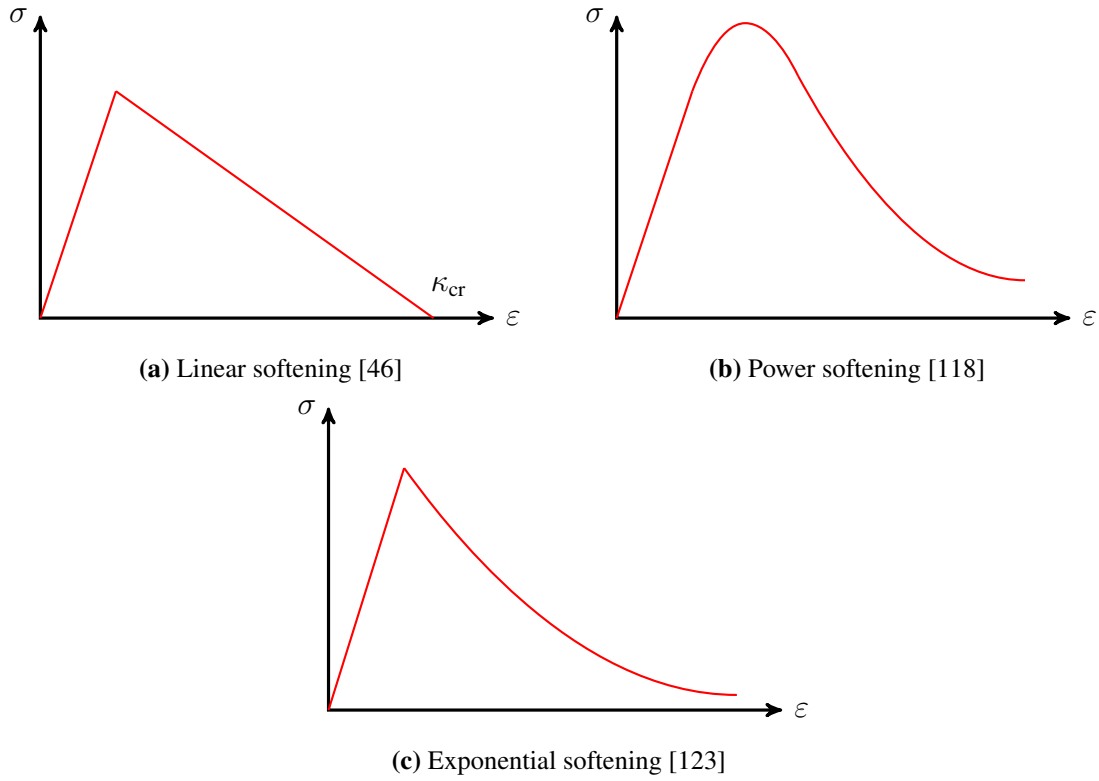 σ
κcr
ε
(a) Linear softening [46]
σ
ε
(b) Power softening [118]
σ
ε
(c) Exponential softening [123]